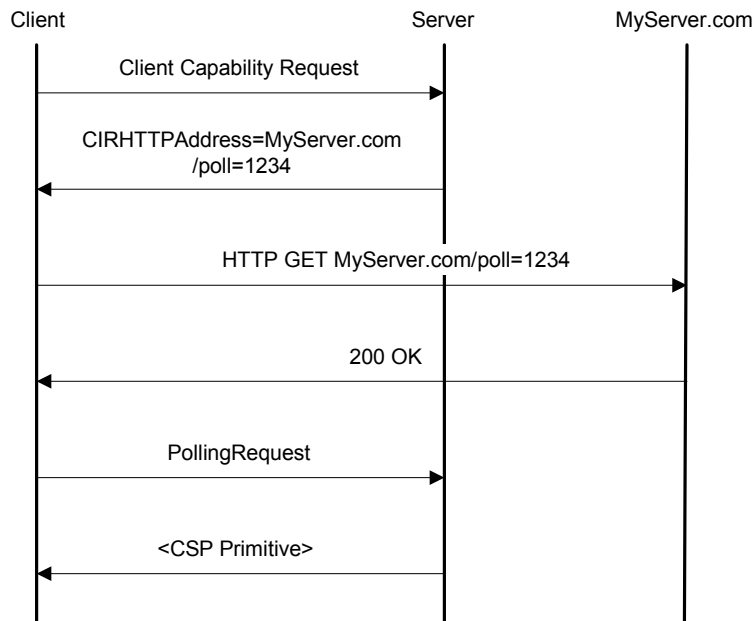 Client
Server
MyServer.com
Client Capability Request
CIRHTTPAddress=MyServer.com
/poll=1234
HTTP GET MyServer.com/poll=1234
200 OK
PollingRequest
<CSP Primitive>